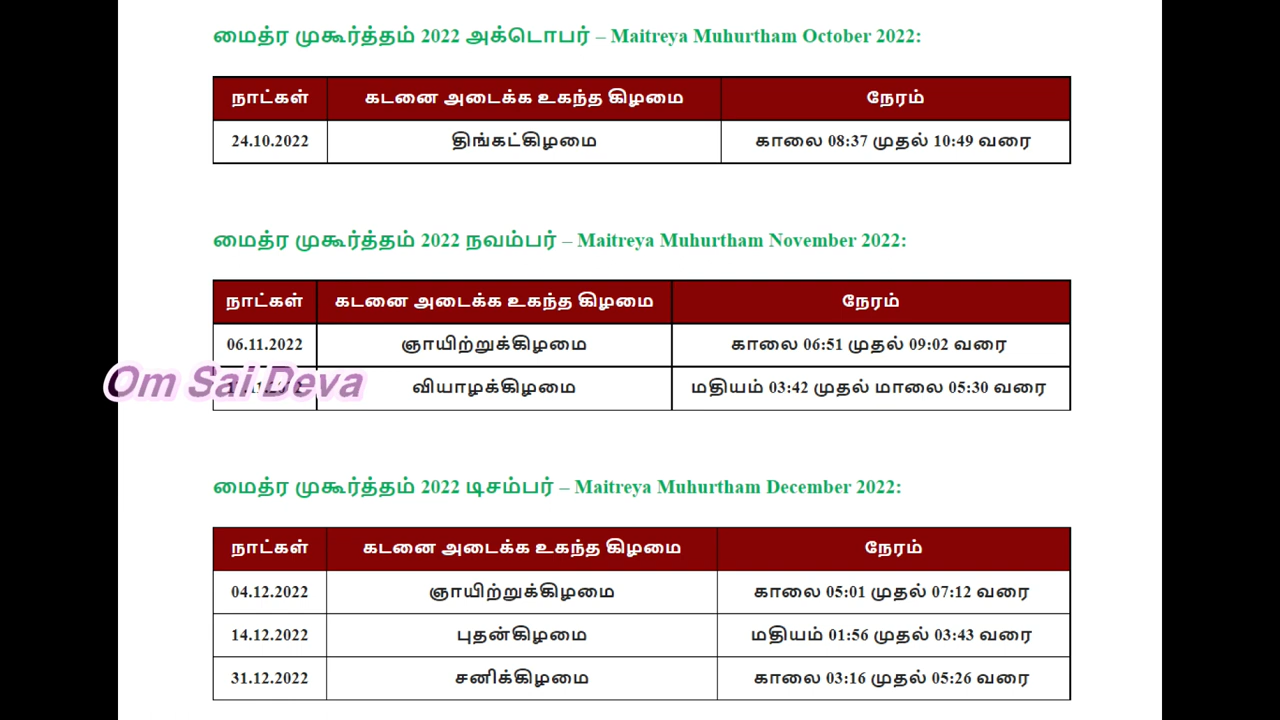 மைத்ர முகூர்த்தம் 2022 அக்டொபர் – Maitreya Muhurtham October 2022:
நாட்கள் கடனை அடைக்க உகந்த கிழமை நேரம்
24.10.2022 திங்கட்கிழமை காலை 08:37 முதல் 10:49 வரை
மைத்ர முகூர்த்தம் 2022 நவம்பர் – Maitreya Muhurtham November 2022:
நாட்கள் கடனை அடைக்க உகந்த கிழமை நேரம்
06.11.2022 ஞாயிற்றுக்கிழமை காலை 06:51 முதல் 09:02 வரை
Om Sai Deva
வியாழக்கிழமை மதியம் 03:42 முதல் மாலை 05:30 வரை
மைத்ர முகூர்த்தம் 2022 டிசம்பர் – Maitreya Muhurtham December 2022:
நாட்கள் கடனை அடைக்க உகந்த கிழமை நேரம்
04.12.2022 ஞாயிற்றுக்கிழமை காலை 05:01 முதல் 07:12 வரை
14.12.2022 புதன்கிழமை மதியம் 01:56 முதல் 03:43 வரை
31.12.2022 சனிக்கிழமை காலை 03:16 முதல் 05:26 வரை